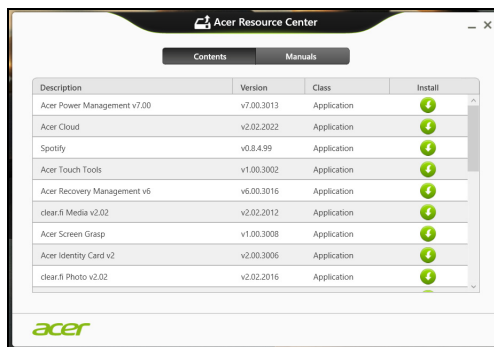 Acer Resource Center
Contents Manuals
Description Version Class Install
Acer Power Management v7.00 v7.00.3013 Application
Acer Cloud v2.02.2022 Application
Spotify v0.8.4.99 Application
Acer Touch Tools v1.00.3002 Application
Acer Recovery Management v6 v6.00.3016 Application
clear.fi Media v2.02 v2.02.2012 Application
Acer Screen Grasp v1.00.3008 Application
Acer Identity Card v2 v2.00.3006 Application
clear.fi Photo v2.02 v2.02.2016 Application
acer